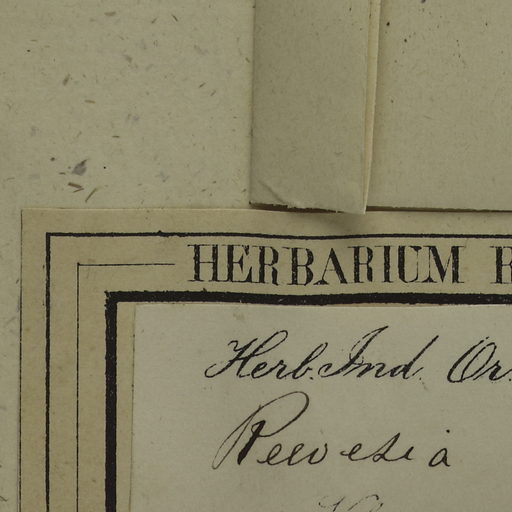 HERBARIUM
Herb. Ind. Or.
Reevesia